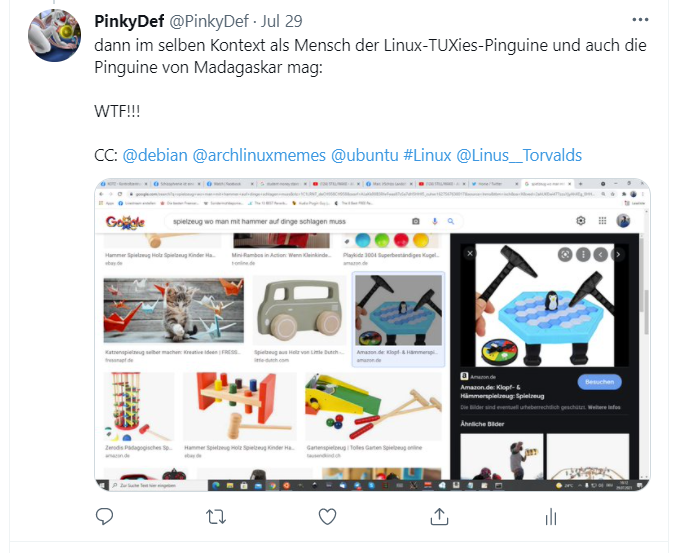 PinkyDef @PinkyDef · Jul 29
dann im selben Kontext als Mensch der Linux-TUXies-Pinguine und auch die
Pinguine von Madagaskar mag:
WTF!!!
CC: @debian @archlinuxmemes @ubuntu #Linux @Linus__Torvalds
Google
spielzeug wo man mit hammer auf dinge schlagen muss
Hammer Spielzeug Holz Spielzeug Kinder Ha...
ebay.de
Mini-Rambos in Action: Wenn Kleinkinde...
t-online.de
Playkidz 3004 Superbeständiges Kugel...
Katzenspielzeug selber machen: Kreative Ideen | FRESS...
fressnapf.de
Spielzeug aus Holz von Little Dutch -...
little-dutch.com
Amazon.de: Klopf- & Hämmerspi...
amazon.de
Amazon.de
Amazon.de: Klopf- &
Hämmerspielzeug: Spielzeug
Besuchen
Die Bilder sind eventuell urheberrechtlich geschützt. Weitere Infos
Ähnliche Bilder
Zerodis Pädagogisches Sp...
amazon.de
Hammer Spielzeug Holz Spielzeug Kinder Ha...
ebay.de
Gartenspielzeug | Tolles Garten Spielzeug online
tausendkind.ch
Zur Suche Text hier eingeben